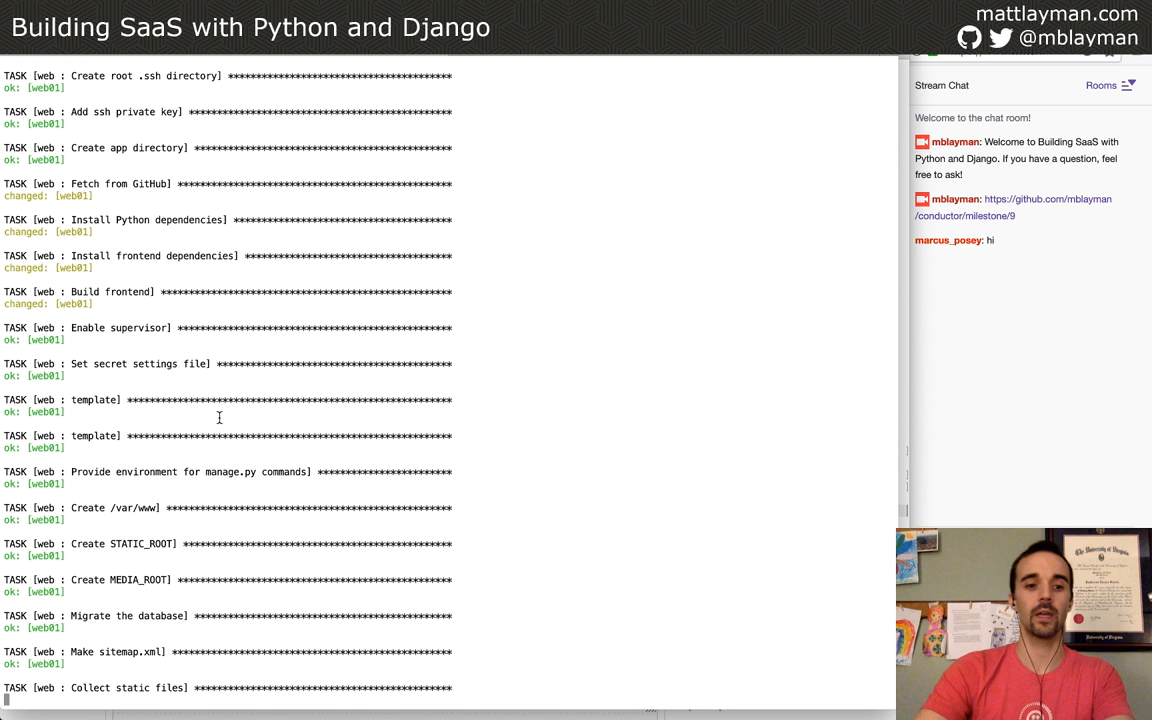 Building SaaS with Python and Django
mattlayman.com
@mblayman
TASK [web : Create root .ssh directory] ****************************************
ok: [web01]
TASK [web : Add ssh private key] ***********************************************
ok: [web01]
TASK [web : Create app directory] **********************************************
ok: [web01]
TASK [web : Fetch from GitHub] *************************************************
changed: [web01]
TASK [web : Install Python dependencies] ****************************************
changed: [web01]
TASK [web : Install frontend dependencies] *************************************
changed: [web01]
TASK [web : Build frontend] ****************************************************
changed: [web01]
TASK [web : Enable supervisor] *************************************************
ok: [web01]
TASK [web : Set secret settings file] ******************************************
ok: [web01]
TASK [web : template] **********************************************************
ok: [web01]
TASK [web : template] **********************************************************
ok: [web01]
TASK [web : Provide environment for manage.py commands] ************************
ok: [web01]
TASK [web : Create /var/www] ***************************************************
ok: [web01]
TASK [web : Create STATIC_ROOT] ************************************************
ok: [web01]
TASK [web : Create MEDIA_ROOT] *************************************************
ok: [web01]
TASK [web : Migrate the database] **********************************************
ok: [web01]
TASK [web : Make sitemap.xml] **************************************************
ok: [web01]
TASK [web : Collect static files] **********************************************
Stream Chat
Rooms
Welcome to the chat room!
mblayman: Welcome to Building SaaS with
Python and Django. If you have a question, feel
free to ask!
mblayman: https://github.com/mblayman
/conductor/milestone/9
marcus_posey: hi
The University of Virginia